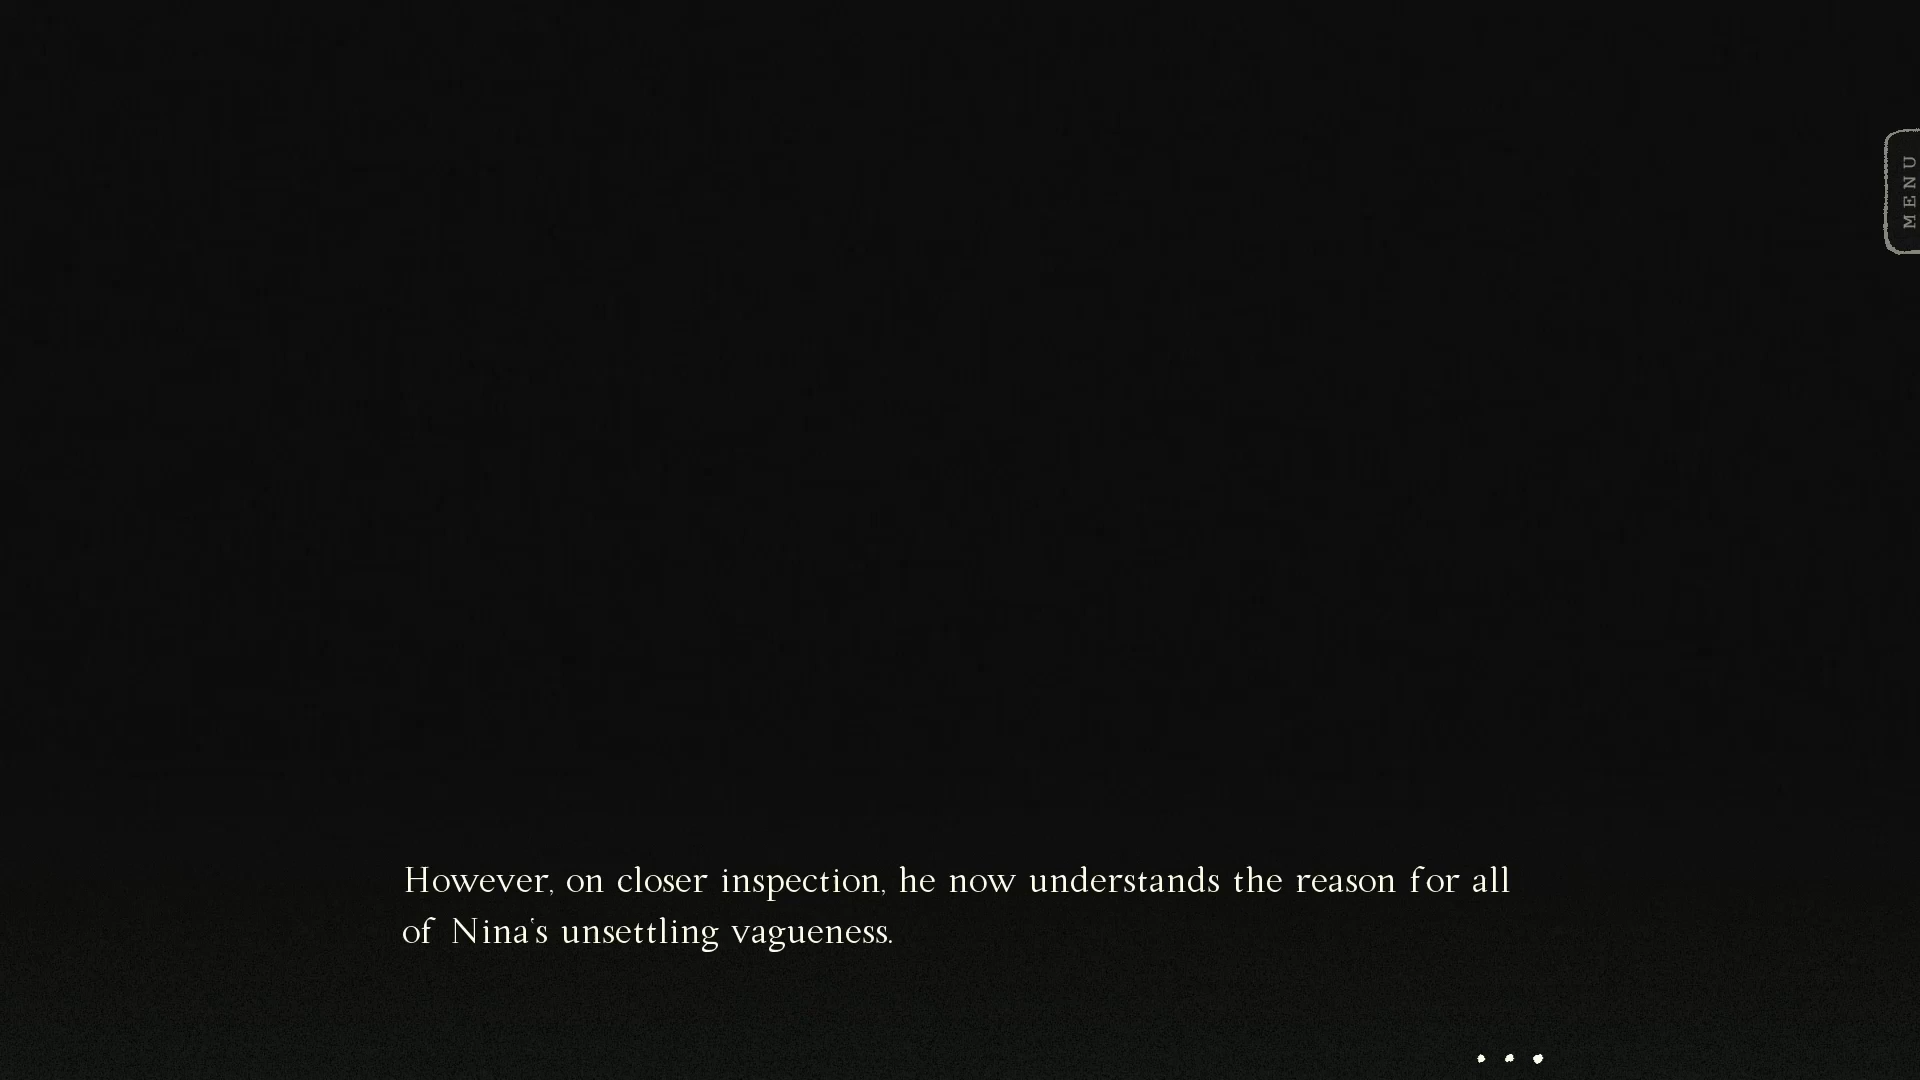 MENU
However, on closer inspection, he now understands the reason for all
of Nina's unsettling vagueness.